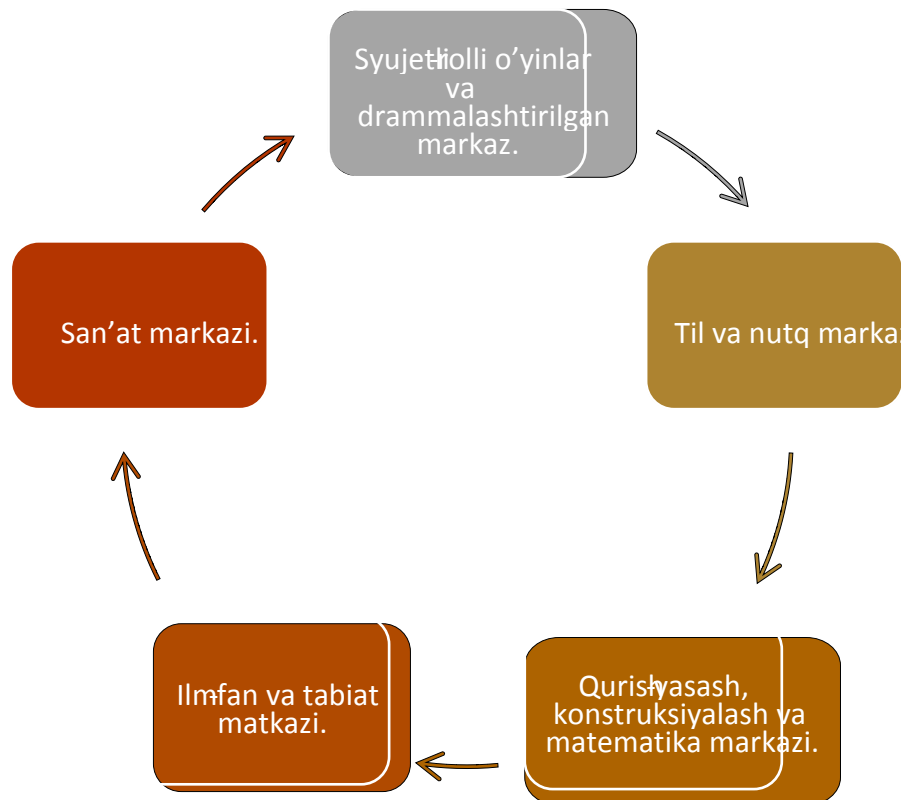 Syujetli-rolli o’yinlar
va
drammalashtirilgan
markaz.
Til va nutq marka
Qurish-yasash,
konstruksiyalash va
matematika markazi.
Ilm-fan va tabiat
matkazi.
San’at markazi.